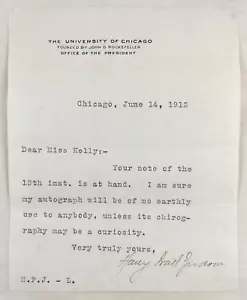 THE UNIVERSITY OF CHICAGO
FOUNDED BY JOHN D. ROCKEFELLER
OFFICE OF THE PRESIDENT
Chicago, June 14, 1913
Dear Miss Kelly:-
Your note of the
13th inst. is at hand. I am sure
my autograph will be of no earthly
use to anybody, unless its chirog-
raphy may be a curiosity.
Very truly yours,
Harry Pratt Judson
H.P.J. - L.